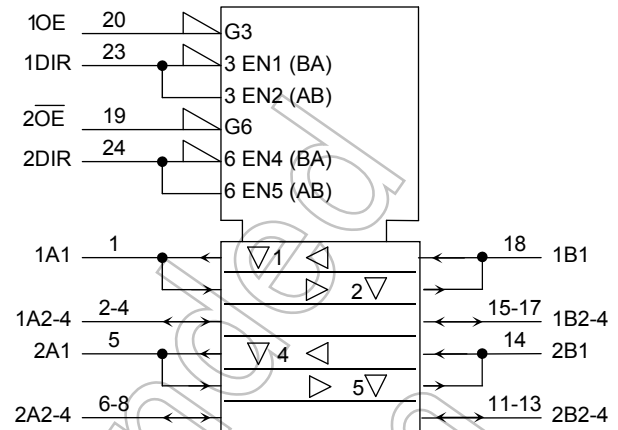 1OE 20 G3
1DIR 23 3 EN1 (BA)
3 EN2 (AB)
2O̅E̅ 19 G6
2DIR 24 6 EN4 (BA)
6 EN5 (AB)
1A1 1 ▽1 ◁ 18 1B1
▷ 2▽
1A2-4 2-4 15-17 1B2-4
2A1 5 ▽4 ◁ 14 2B1
▷ 5▽
2A2-4 6-8 11-13 2B2-4
nded